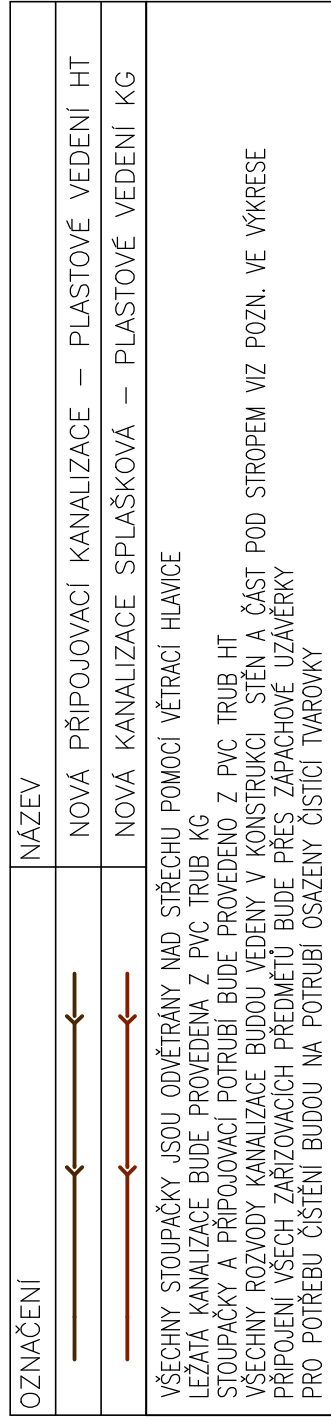 OZNAČENÍ NÁZEV
NOVÁ PŘIPOJOVACÍ KANALIZACE – PLASTOVÉ VEDENÍ HT
NOVÁ KANALIZACE SPLAŠKOVÁ – PLASTOVÉ VEDENÍ KG
VŠECHNY STOUPAČKY JSOU ODVĚTRÁNY NAD STŘECHU POMOCÍ VĚTRACÍ HLAVICE
LEŽATÁ KANALIZACE BUDE PROVEDENA Z PVC TRUB KG
STOUPAČKY A PŘIPOJOVACÍ POTRUBÍ BUDE PROVEDENO Z PVC TRUB HT
VŠECHNY ROZVODY KANALIZACE BUDOU VEDENY V KONSTRUKCI STĚN A ČÁST POD STROPEM VIZ POZN. VE VÝKRESE
PŘIPOJENÍ VŠECH ZAŘIZOVACÍCH PŘEDMĚTŮ BUDE PŘES ZÁPACHOVÉ UZÁVĚRKY
PRO POTŘEBU ČIŠTĚNÍ BUDOU NA POTRUBÍ OSAZENY ČISTÍCÍ TVAROVKY